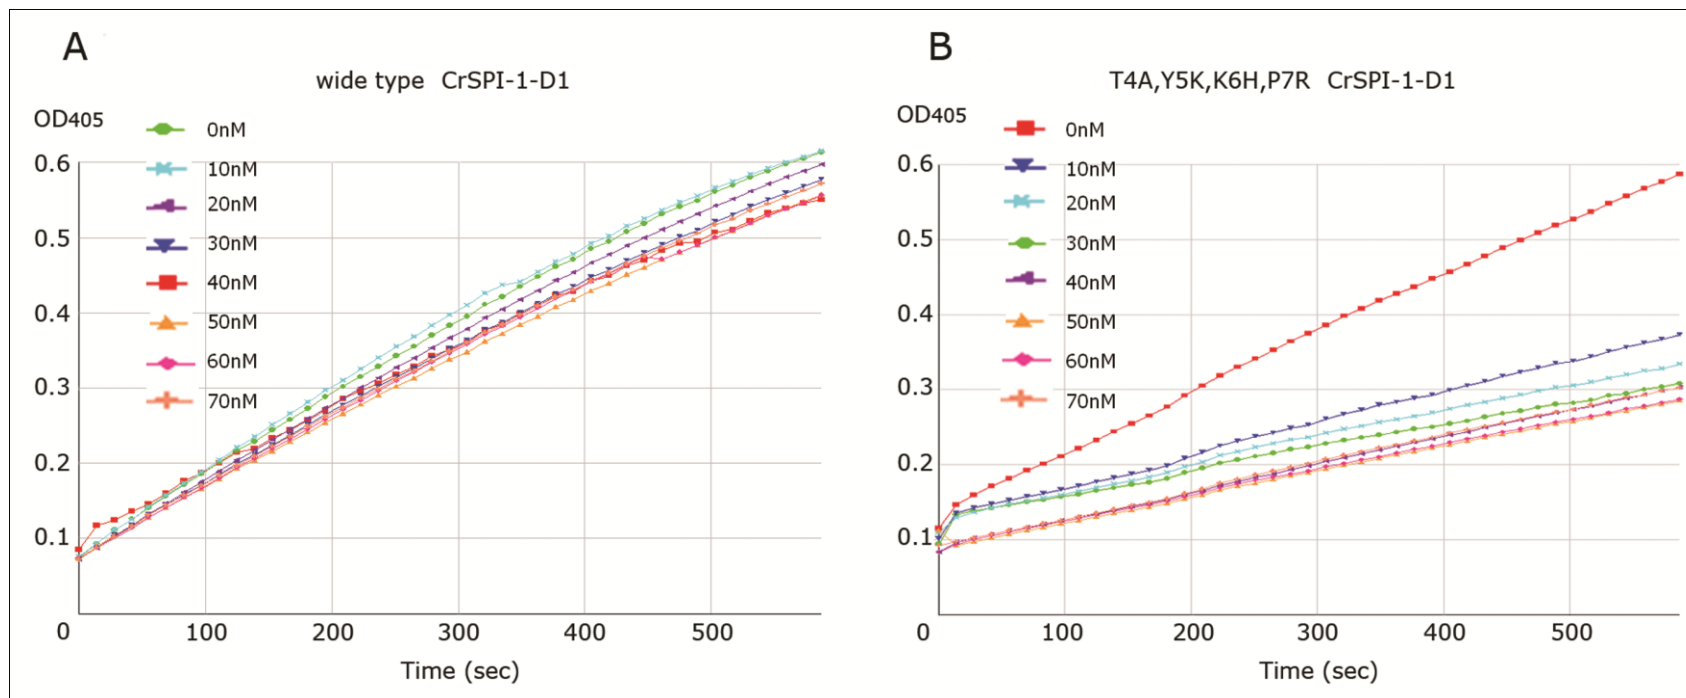 A
wide type CrSPI-1-D1
OD405
0nM
10nM
20nM
30nM
40nM
50nM
60nM
70nM
0.6
0.5
0.4
0.3
0.2
0.1
0 100 200 300 400 500
Time (sec)
B
T4A,Y5K,K6H,P7R CrSPI-1-D1
OD405
0nM
10nM
20nM
30nM
40nM
50nM
60nM
70nM
0.6
0.5
0.4
0.3
0.2
0.1
0 100 200 300 400 500
Time (sec)